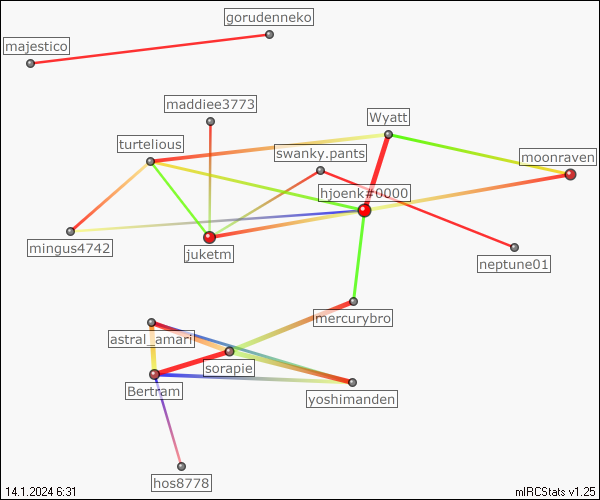 gorudenneko
majestico
maddiee3773
Wyatt
turtelious
swanky.pants
moonraven
hjoenk#0000
mingus4742
juketm
neptune01
mercurybro
astral_amari
sorapie
Bertram
yoshimanden
hos8778
14.1.2024 6:31
mIRCStats v1.25